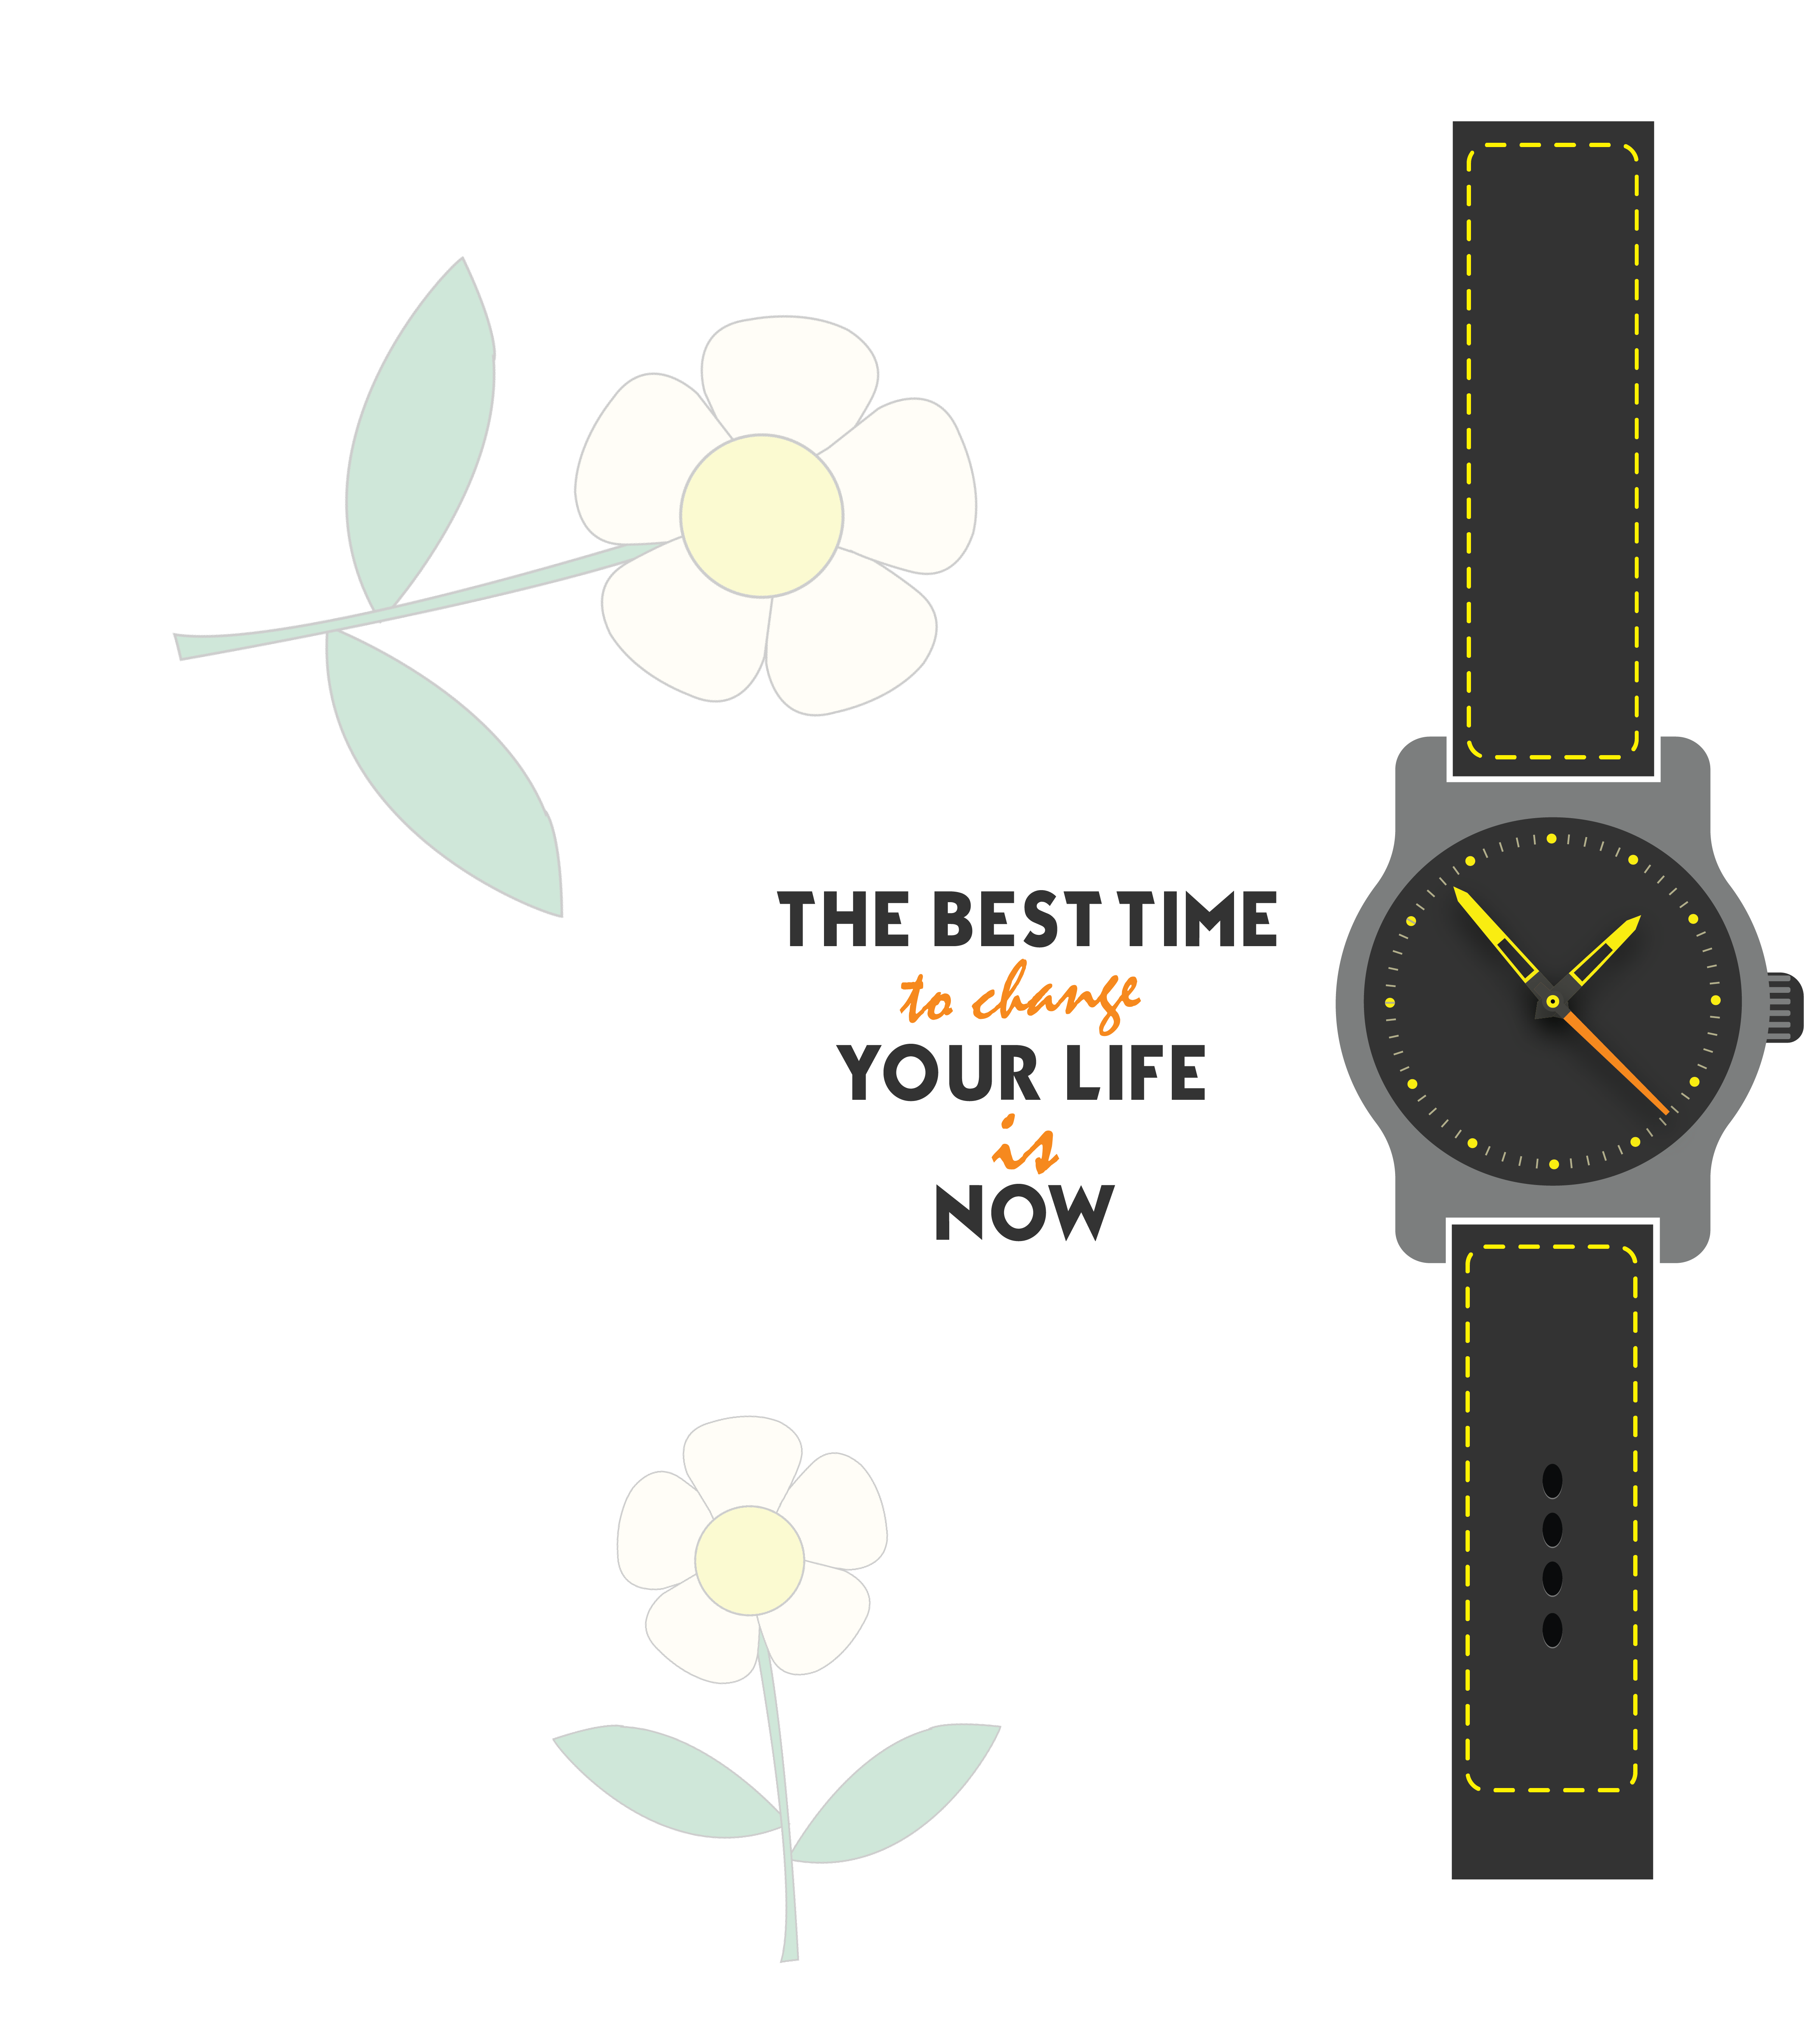 THE BEST TIME
to change
YOUR LIFE
is
NOW